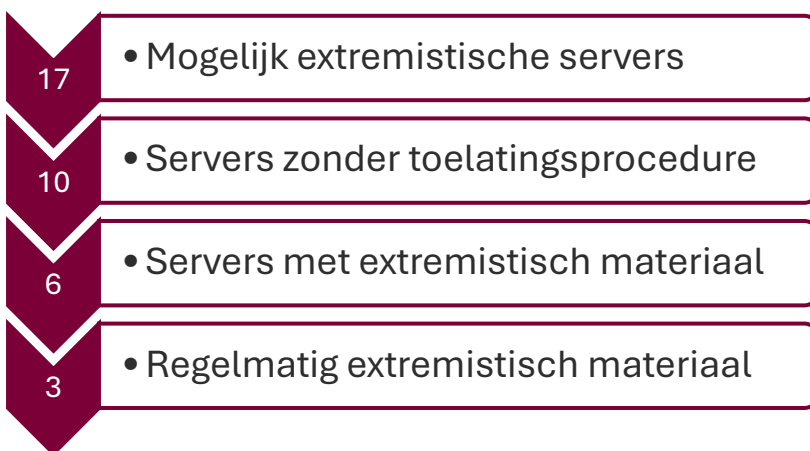 17
• Mogelijk extremistische servers
10
• Servers zonder toelatingsprocedure
6
• Servers met extremistisch materiaal
3
• Regelmatig extremistisch materiaal